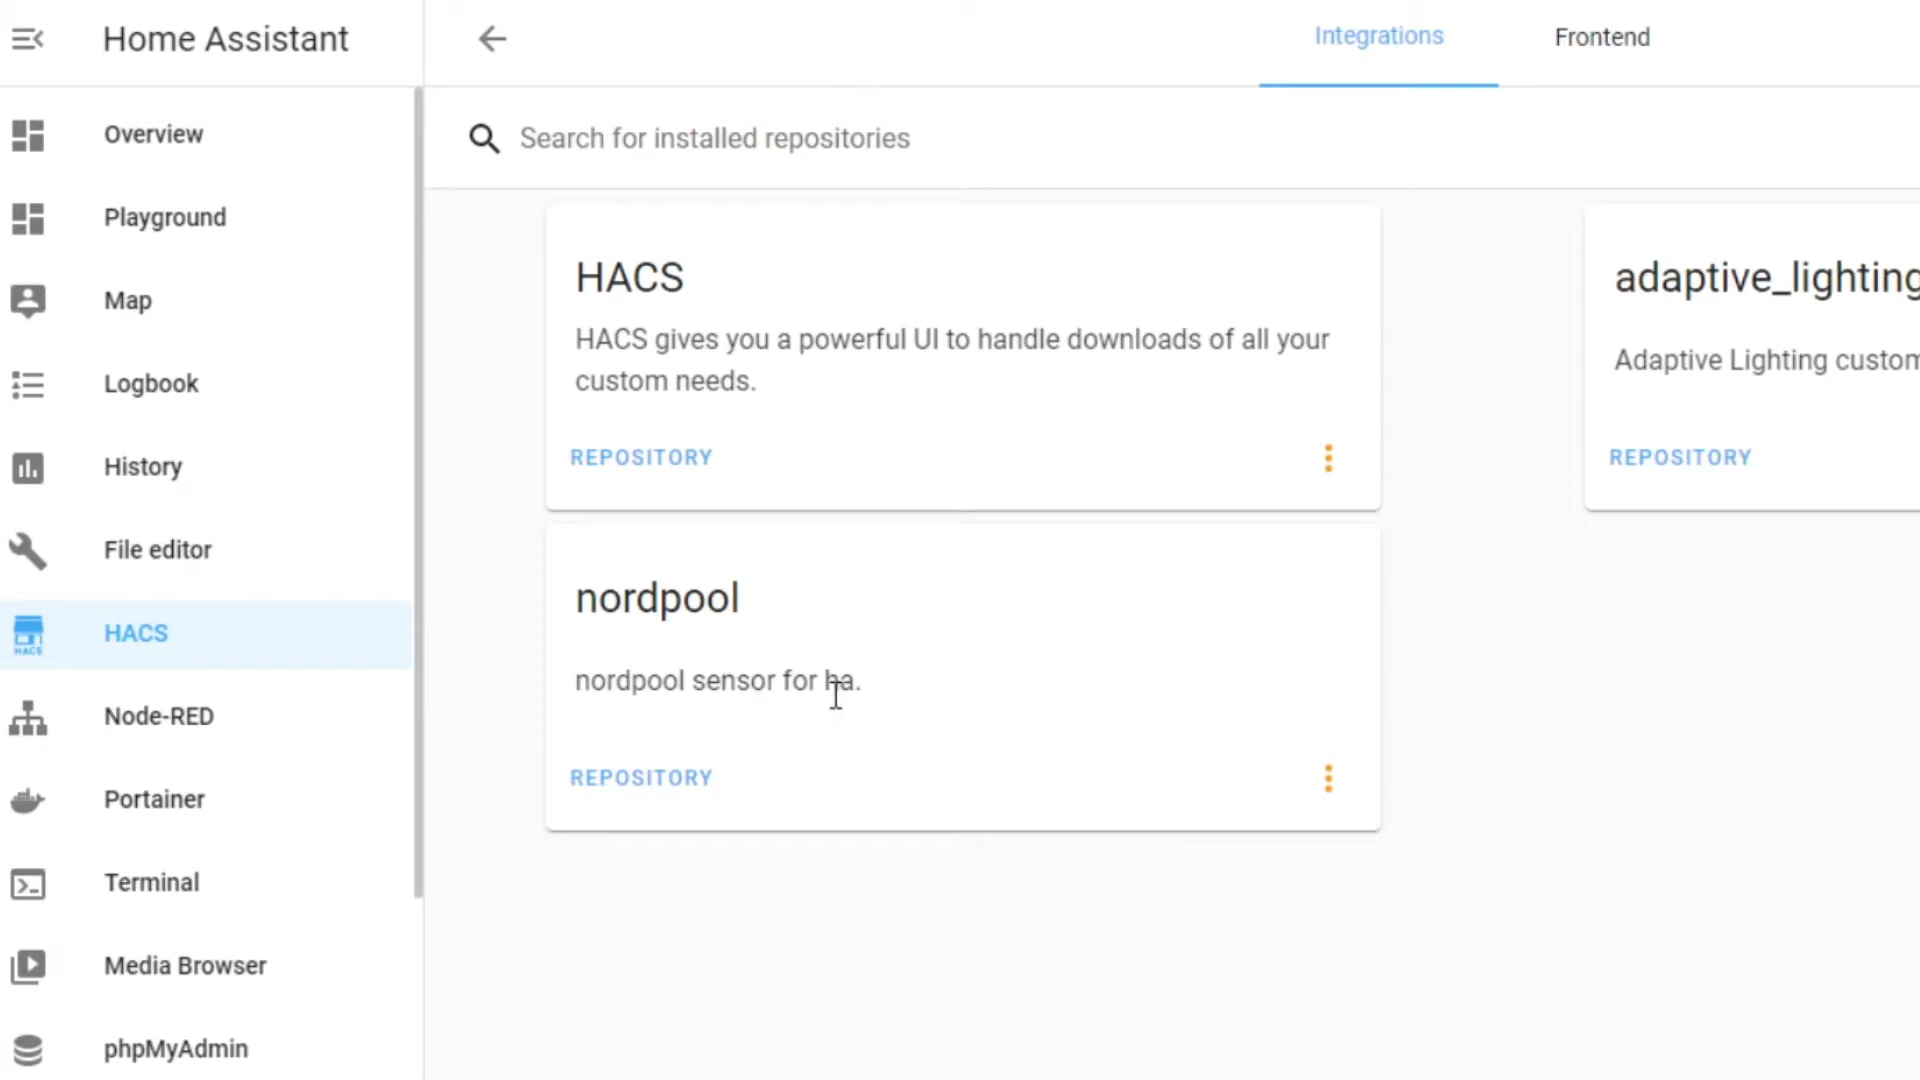 Home Assistant
Integrations
Frontend
Search for installed repositories
Overview
Playground
Map
Logbook
History
File editor
HACS
HACS
Node-RED
Portainer
Terminal
Media Browser
phpMyAdmin
HACS
HACS gives you a powerful UI to handle downloads of all your
custom needs.
REPOSITORY
adaptive_lighting
Adaptive Lighting custom
REPOSITORY
nordpool
nordpool sensor for ha.
REPOSITORY